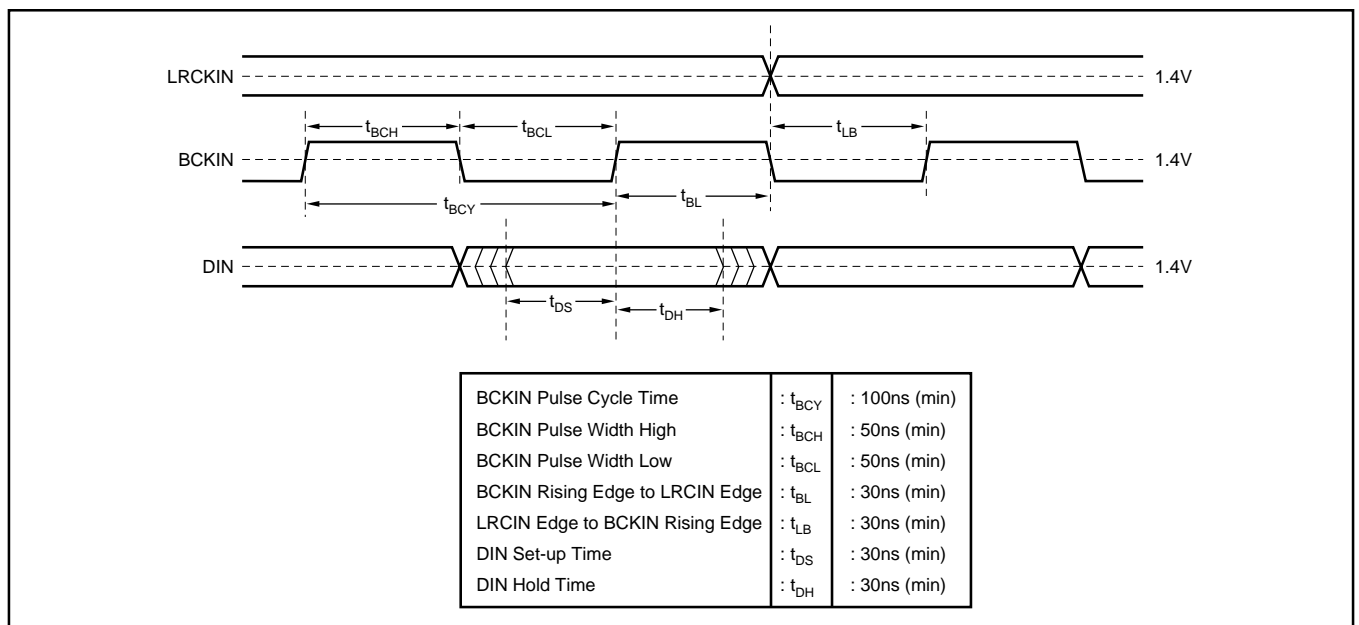 LRCKIN
1.4V
t_BCH
t_BCL
t_LB
BCKIN
1.4V
t_BCY
t_BL
DIN
1.4V
t_DS
t_DH
BCKIN Pulse Cycle Time : t_BCY : 100ns (min)
BCKIN Pulse Width High : t_BCH : 50ns (min)
BCKIN Pulse Width Low : t_BCL : 50ns (min)
BCKIN Rising Edge to LRCIN Edge : t_BL : 30ns (min)
LRCIN Edge to BCKIN Rising Edge : t_LB : 30ns (min)
DIN Set-up Time : t_DS : 30ns (min)
DIN Hold Time : t_DH : 30ns (min)